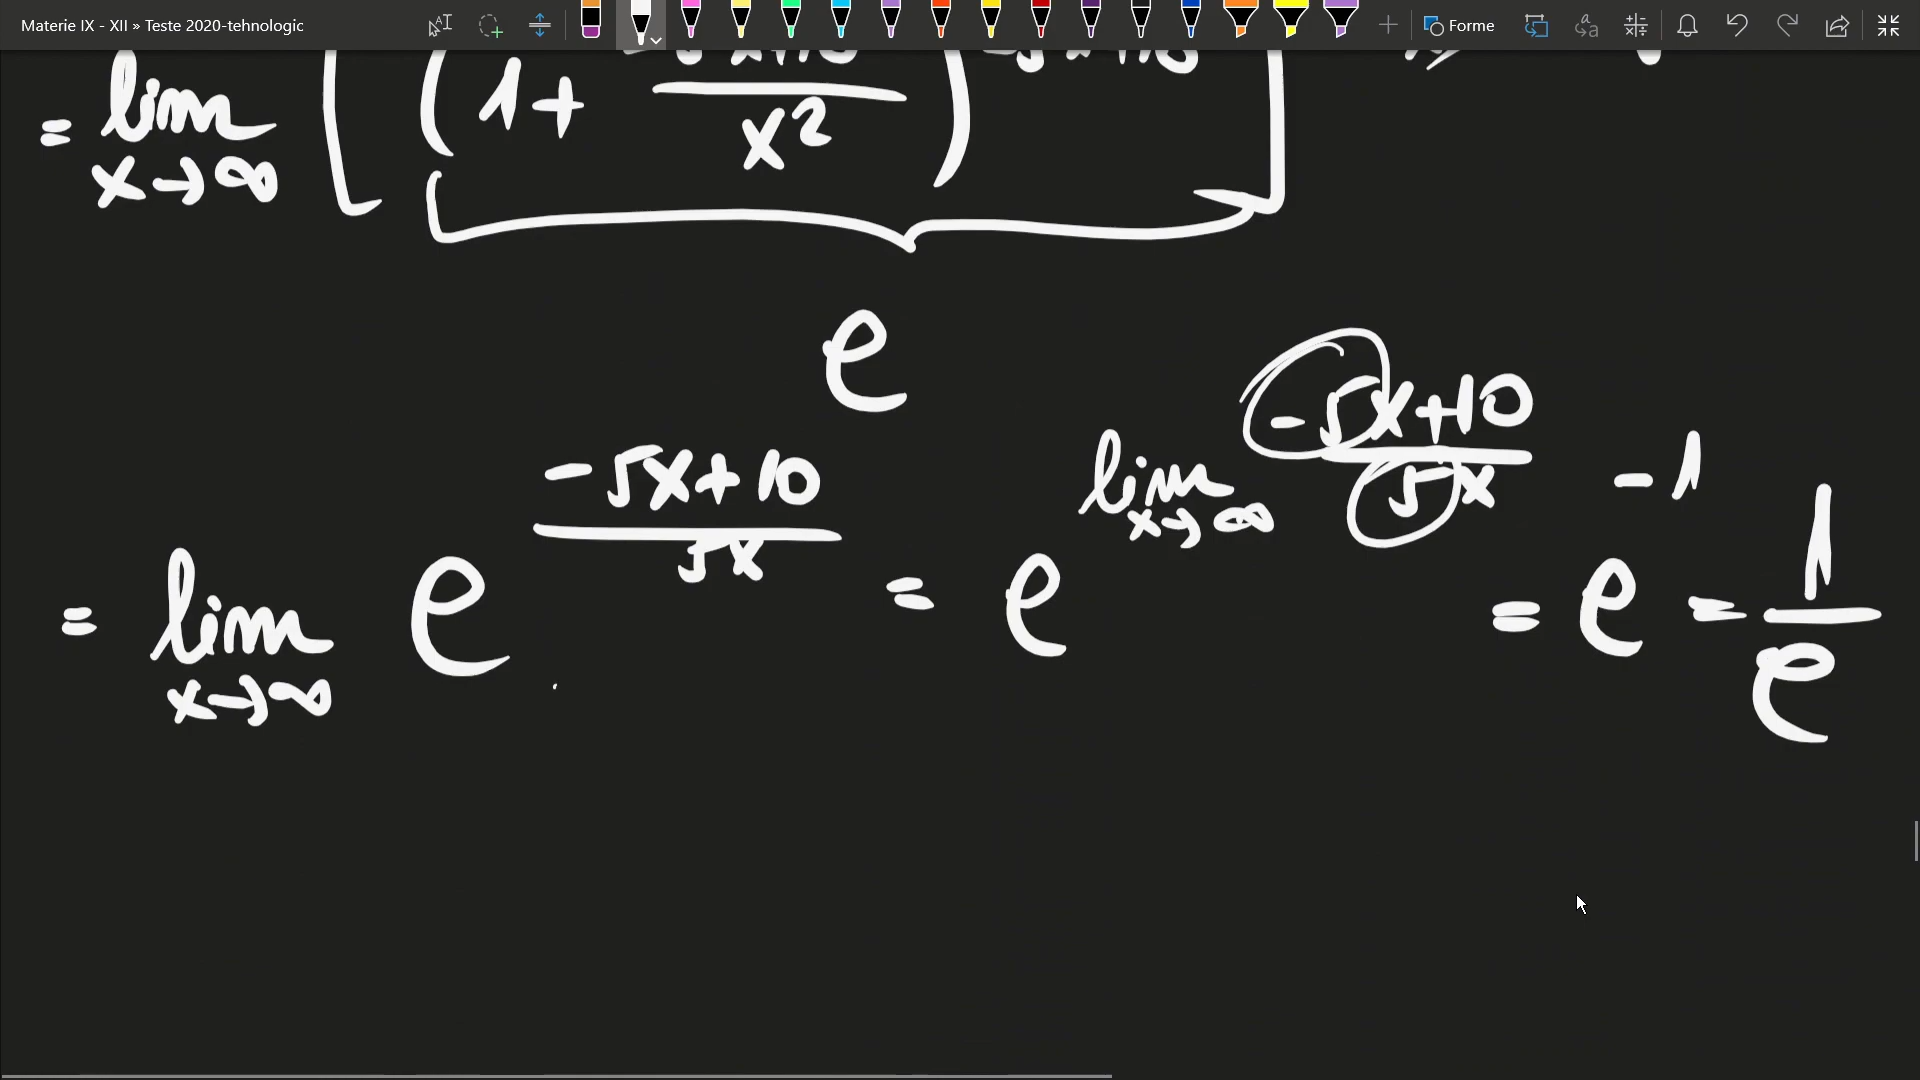 Materie IX - XII » Teste 2020-tehnologic
Forme
= lim x→∞ [ ( 1 + / x² ) ]
e
= lim x→∞ e^((-5x+10)/5x) = e^(lim x→∞ (-5x+10)/5x) = e^(-1) = 1/e